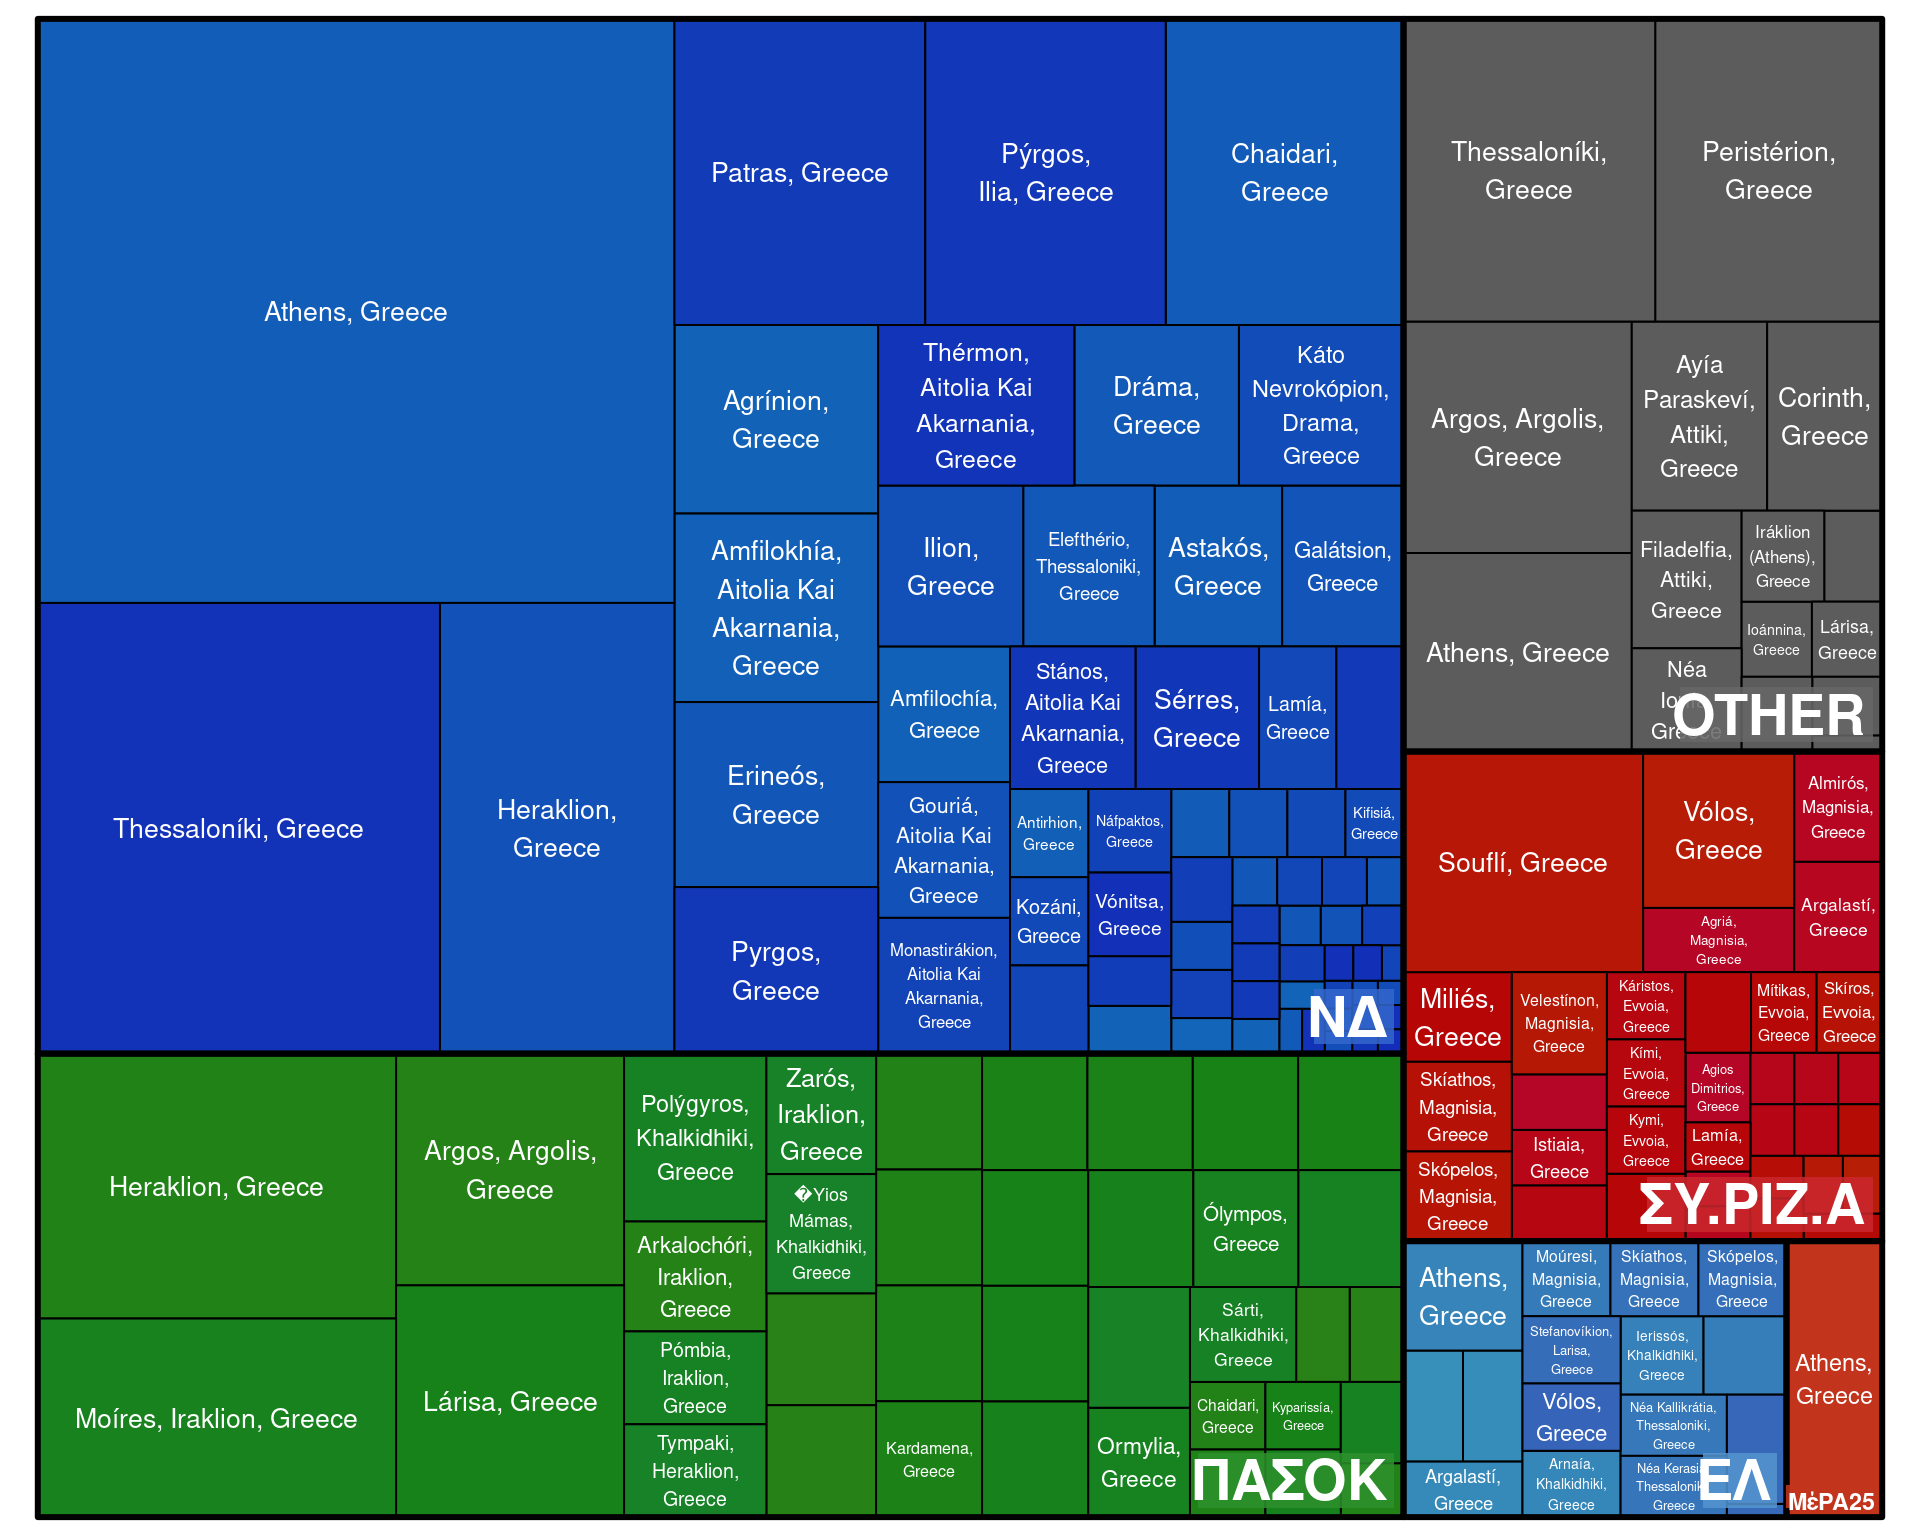 Athens, Greece
Thessaloníki, Greece
Heraklion,
Greece
Patras, Greece
Pýrgos,
Ilia, Greece
Chaidari,
Greece
Agrínion,
Greece
Amfilokhía,
Aitolia Kai
Akarnania,
Greece
Erineós,
Greece
Pyrgos,
Greece
Thérmon,
Aitolia Kai
Akarnania,
Greece
Dráma,
Greece
Káto
Nevrokópion,
Drama,
Greece
Ilion,
Greece
Elefthério,
Thessaloniki,
Greece
Astakós,
Greece
Galátsion,
Greece
Amfilochía,
Greece
Gouriá,
Aitolia Kai
Akarnania,
Greece
Monastirákion,
Aitolia Kai
Akarnania,
Greece
Stános,
Aitolia Kai
Akarnania,
Greece
Sérres,
Greece
Lamía,
Greece
Antirhion,
Greece
Kozáni,
Greece
Náfpaktos,
Greece
Vónitsa,
Greece
Kifisiá,
Greece
ΝΔ
Thessaloníki,
Greece
Peristérion,
Greece
Argos, Argolis,
Greece
Athens, Greece
Ayía
Paraskeví,
Attiki,
Greece
Corinth,
Greece
Filadelfia,
Attiki,
Greece
Iráklion
(Athens),
Greece
Ioánnina,
Greece
Lárisa,
Greece
Néa
OTHER
Souflí, Greece
Vólos,
Greece
Almirós,
Magnisia,
Greece
Argalastí,
Greece
Agriá,
Magnisia,
Greece
Miliés,
Greece
Skíathos,
Magnisia,
Greece
Skópelos,
Magnisia,
Greece
Velestínon,
Magnisia,
Greece
Istiaia,
Greece
Káristos,
Evvoia,
Greece
Kími,
Evvoia,
Greece
Kymi,
Evvoia,
Greece
Mítikas,
Evvoia,
Greece
Skíros,
Evvoia,
Greece
Agios
Dimitrios,
Greece
Lamía,
Greece
ΣΥ.ΡΙΖ.Α
Heraklion, Greece
Moíres, Iraklion, Greece
Argos, Argolis,
Greece
Lárisa, Greece
Polýgyros,
Khalkidhiki,
Greece
Arkalochóri,
Iraklion,
Greece
Pómbia,
Iraklion,
Greece
Tympaki,
Heraklion,
Greece
Zarós,
Iraklion,
Greece
�Yios
Mámas,
Khalkidhiki,
Greece
Kardamena,
Greece
Ólympos,
Greece
Sárti,
Khalkidhiki,
Greece
Chaidari,
Greece
Kyparissía,
Greece
Ormylia,
Greece
ΠΑΣΟΚ
Athens,
Greece
Argalastí,
Greece
Moúresi,
Magnisia,
Greece
Skíathos,
Magnisia,
Greece
Skópelos,
Magnisia,
Greece
Stefanovíkion,
Larisa,
Greece
Ierissós,
Khalkidhiki,
Greece
Vólos,
Greece
Néa Kallikrátia,
Thessaloniki,
Greece
Arnaía,
Khalkidhiki,
Greece
Néa Kerasia
Greece
ΕΛ
Athens,
Greece
ΜέΡΑ25